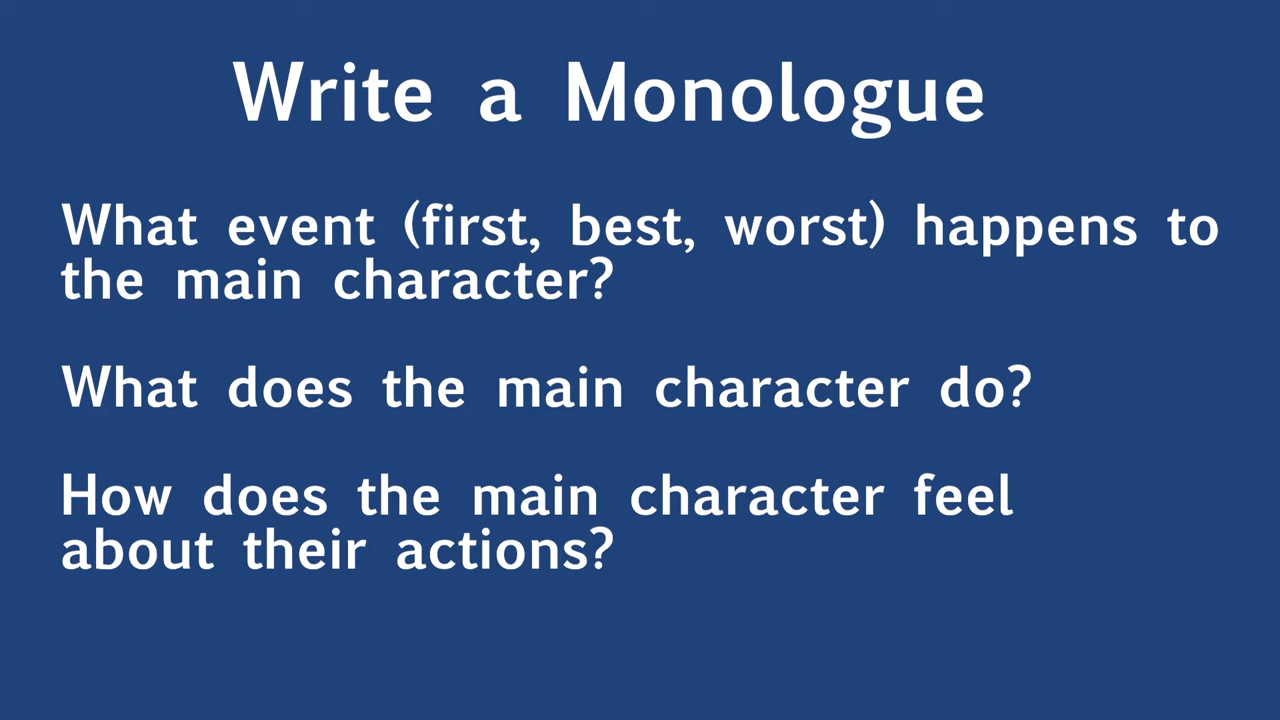 Write a Monologue
What event (first, best, worst) happens to
the main character?
What does the main character do?
How does the main character feel
about their actions?